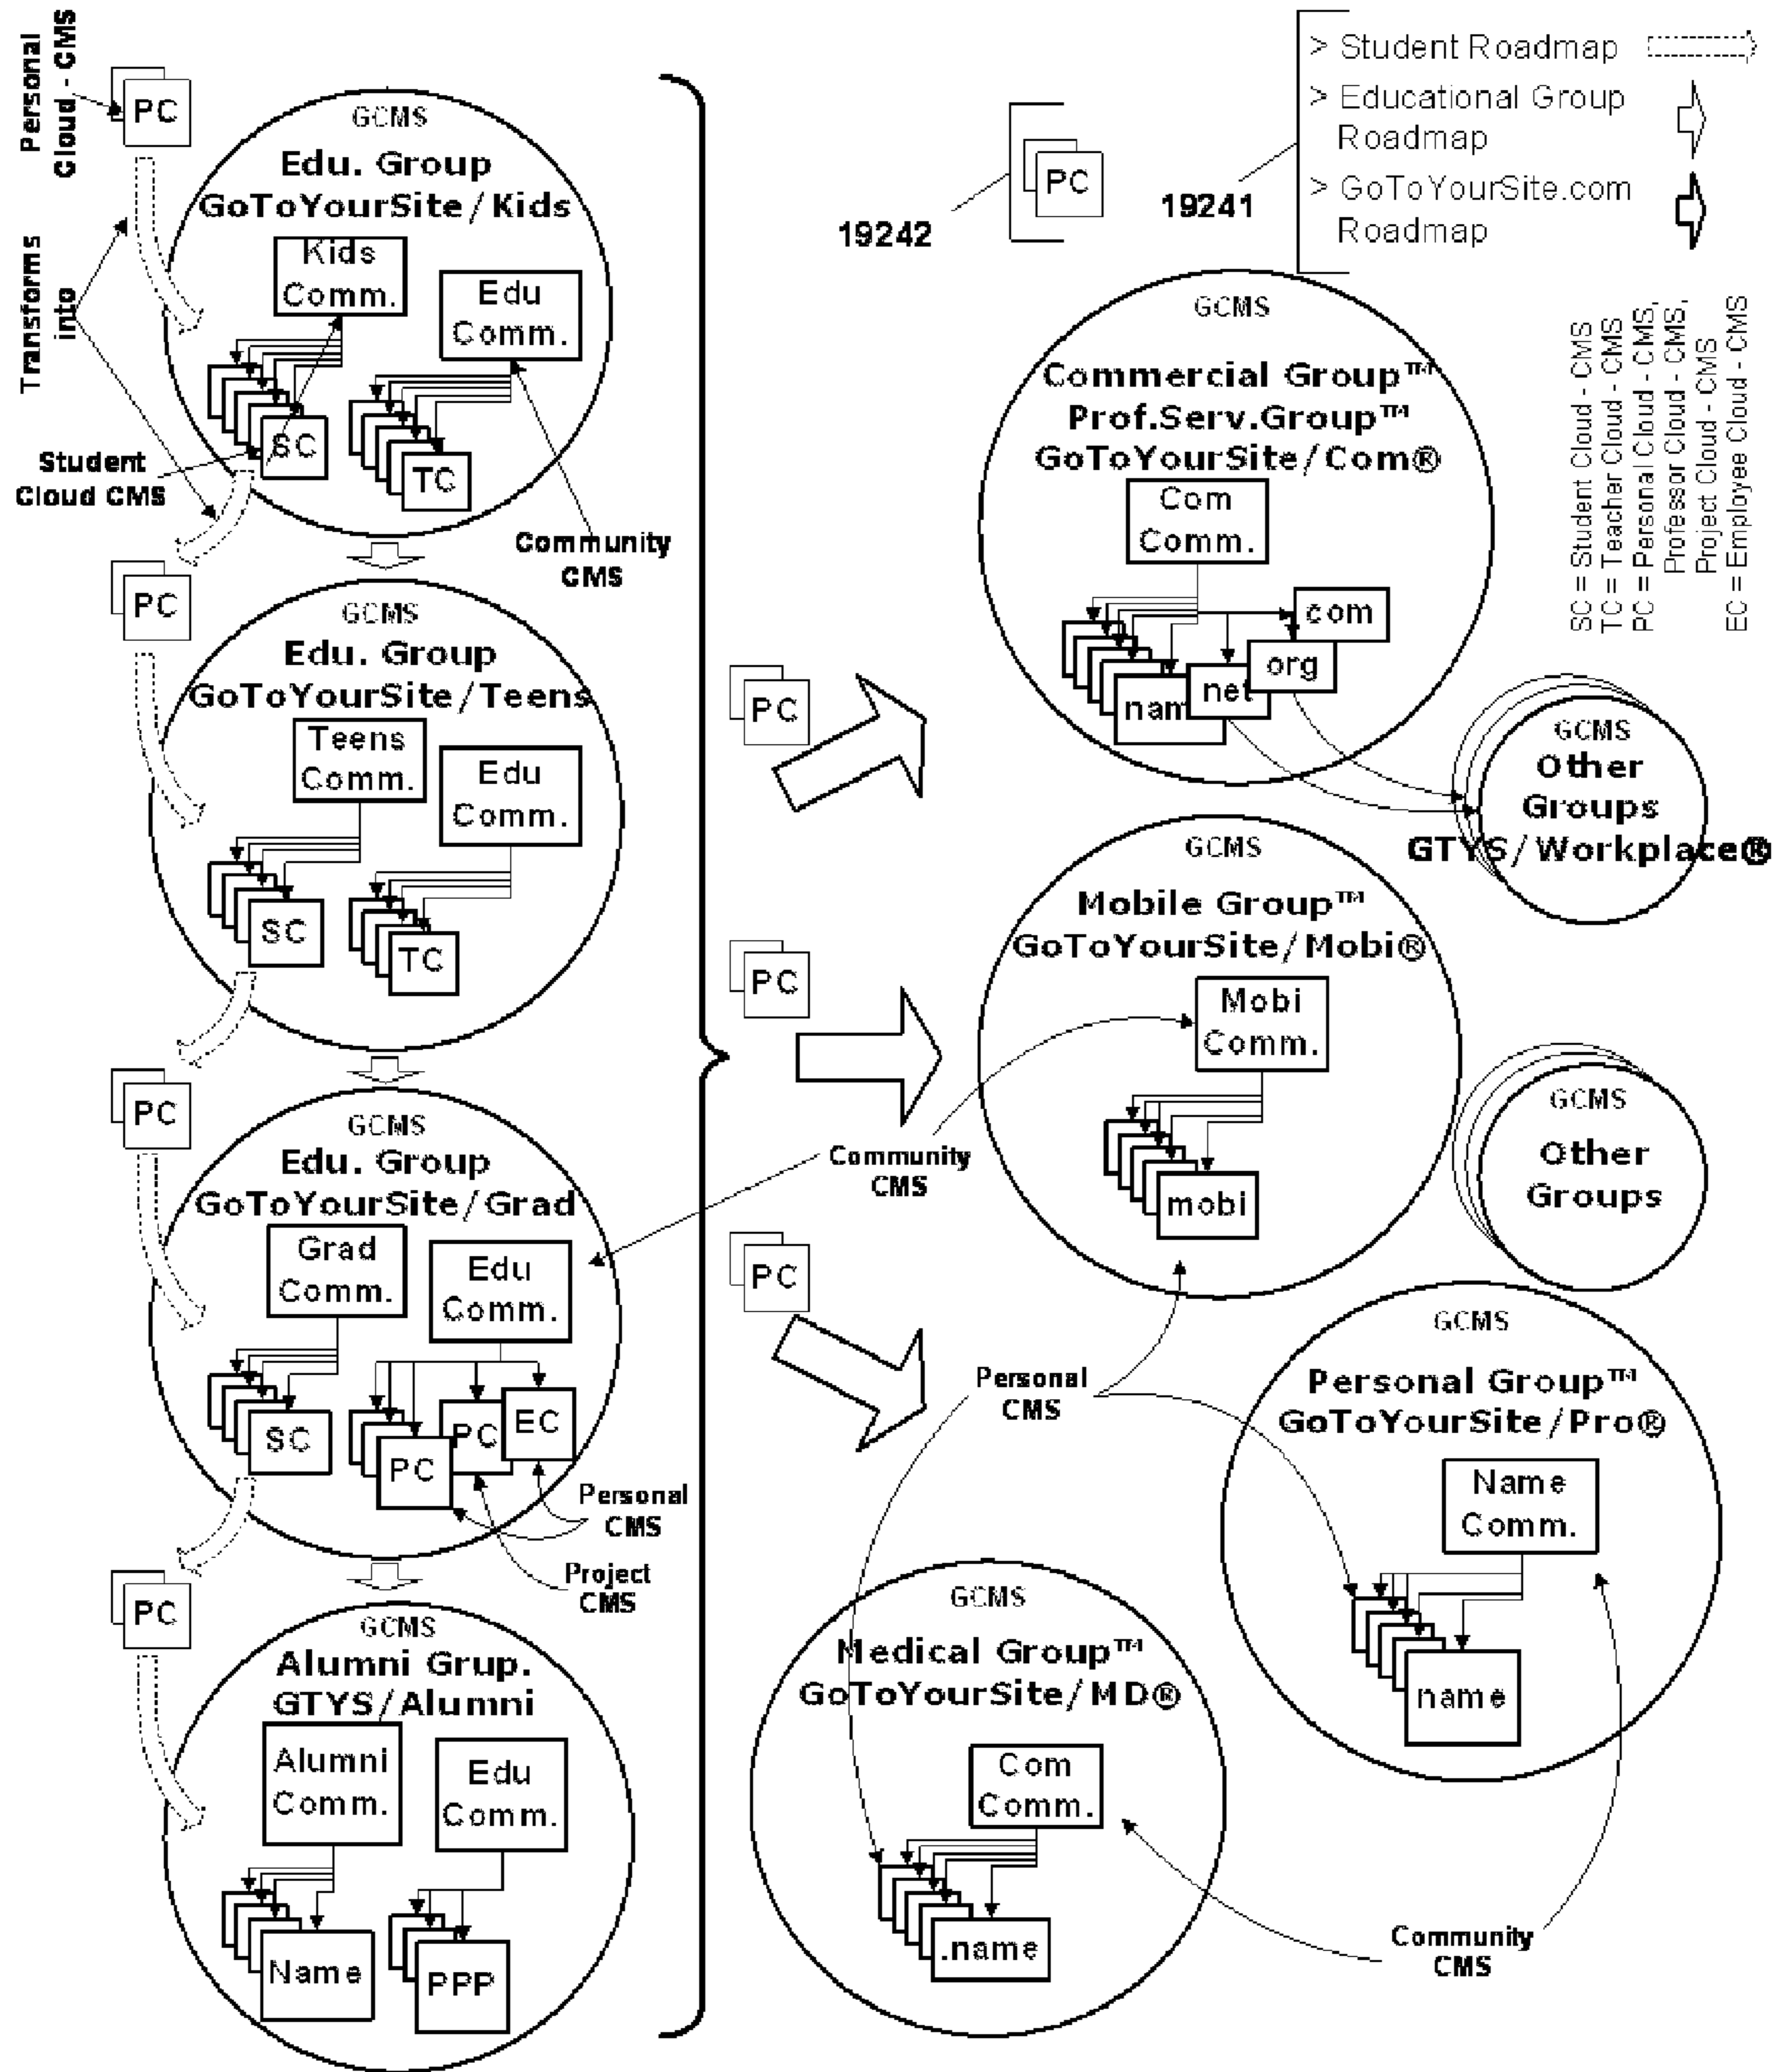 Personal
Cloud - CMS
PC
GCMS
Edu. Group
GoToYourSite/Kids
Kids
Comm.
Edu
Comm.
SC
TC
Transforms
into
Student
Cloud CMS
Community
CMS
PC
GCMS
Edu. Group
GoToYourSite/Teens
Teens
Comm.
Edu
Comm.
SC
TC
PC
GCMS
Edu. Group
GoToYourSite/Grad
Grad
Comm.
Edu
Comm.
SC
PC
PC
EC
Personal
CMS
Project
CMS
PC
GCMS
Alumni Grup.
GTYS/Alumni
Alumni
Comm.
Edu
Comm.
Name
PPP
19242
PC
19241
> Student Roadmap
> Educational Group
Roadmap
> GoToYourSite.com
Roadmap
SC = Student Cloud - CMS
TC = Teacher Cloud - CMS
PC = Personal Cloud - CMS,
Professor Cloud - CMS,
Project Cloud - CMS
EC = Employee Cloud - CMS
GCMS
Commercial Group™
Prof.Serv.Group™
GoToYourSite/Com®
Com
Comm.
com
org
net
nam
PC
GCMS
Other
Groups
GTYS/Workplace®
GCMS
Mobile Group™
GoToYourSite/Mobi®
Mobi
Comm.
mobi
PC
Community
CMS
GCMS
Other
Groups
PC
Personal
CMS
GCMS
Personal Group™
GoToYourSite/Pro®
Name
Comm.
name
GCMS
Medical Group™
GoToYourSite/MD®
Com
Comm.
.name
Community
CMS